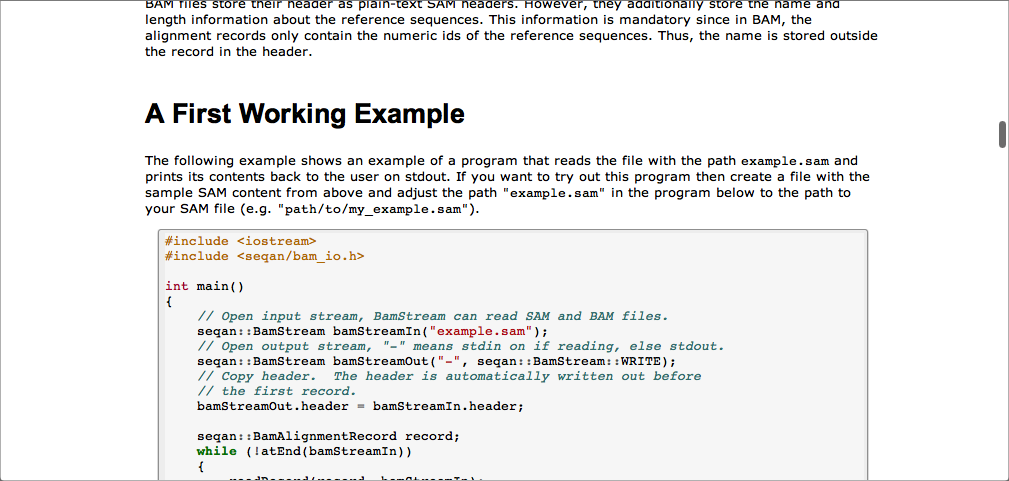 BAM files store their header as plain-text SAM headers. However, they additionally store the name and
length information about the reference sequences. This information is mandatory since in BAM, the
alignment records only contain the numeric ids of the reference sequences. Thus, the name is stored outside
the record in the header.
A First Working Example
The following example shows an example of a program that reads the file with the path example.sam and
prints its contents back to the user on stdout. If you want to try out this program then create a file with the
sample SAM content from above and adjust the path "example.sam" in the program below to the path to
your SAM file (e.g. "path/to/my_example.sam").
#include <iostream>
#include <seqan/bam_io.h>
int main()
{
// Open input stream, BamStream can read SAM and BAM files.
seqan::BamStream bamStreamIn("example.sam");
// Open output stream, "-" means stdin on if reading, else stdout.
seqan::BamStream bamStreamOut("-", seqan::BamStream::WRITE);
// Copy header.  The header is automatically written out before
// the first record.
bamStreamOut.header = bamStreamIn.header;
seqan::BamAlignmentRecord record;
while (!atEnd(bamStreamIn))
{